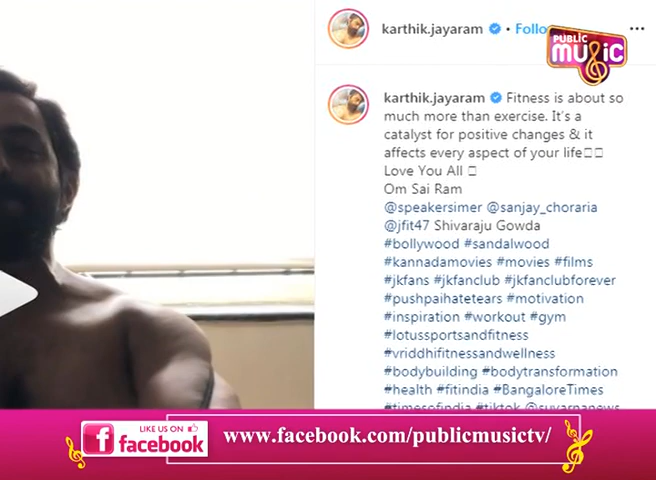 karthik.jayaram • Follo
PUBLIC
music
karthik.jayaram Fitness is about so
much more than exercise. It's a
catalyst for positive changes & it
affects every aspect of your life
Love You All
Om Sai Ram
@speakersimer @sanjay_choraria
@jfit47 Shivaraju Gowda
#bollywood #sandalwood
#kannadamovies #movies #films
#jkfans #jkfanclub #jkfanclubforever
#pushpaihatetears #motivation
#inspiration #workout #gym
#lotussportsandfitness
#vriddhifitnessandwellness
#bodybuilding #bodytransformation
#health #fitindia #BangaloreTimes
#timesofindia #tiktok @suvarnanews
LIKE US ON
facebook
www.facebook.com/publicmusictv/